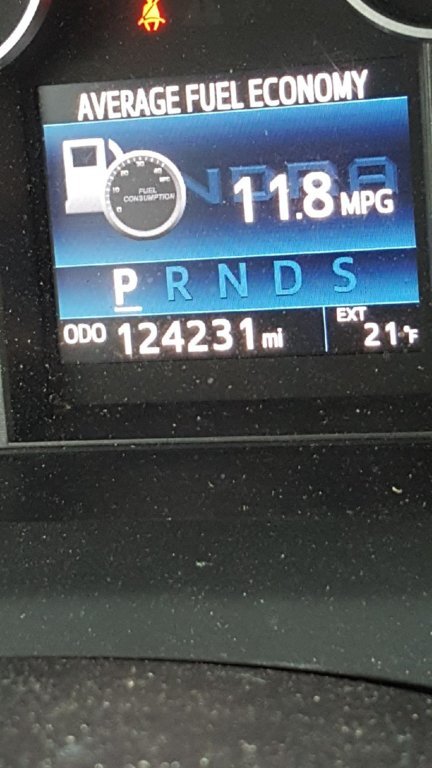 AVERAGE FUEL ECONOMY
FUEL
CONSUMPTION
11.8 MPG
P R N D S
ODO 124231 mi
EXT
21°F